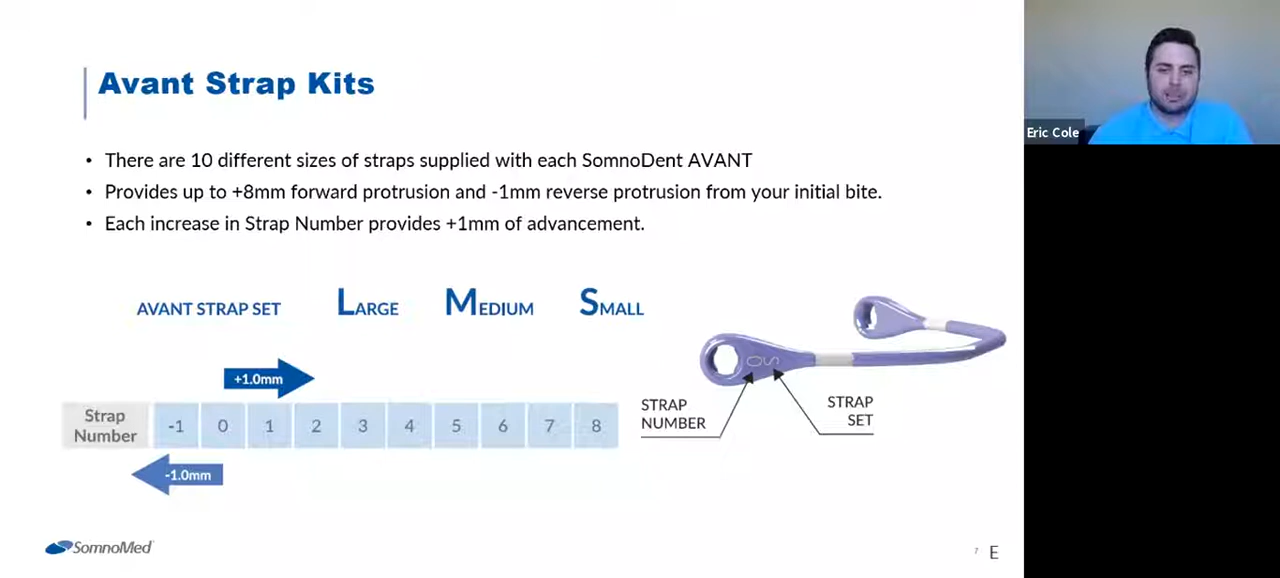 Avant Strap Kits
• There are 10 different sizes of straps supplied with each SomnoDent AVANT
• Provides up to +8mm forward protrusion and -1mm reverse protrusion from your initial bite.
• Each increase in Strap Number provides +1mm of advancement.
AVANT STRAP SET LARGE MEDIUM SMALL
+1.0mm
Strap
Number
-1 0 1 2 3 4 5 6 7 8
-1.0mm
0S
STRAP
NUMBER
STRAP
SET
SomnoMed
7 E
Eric Cole